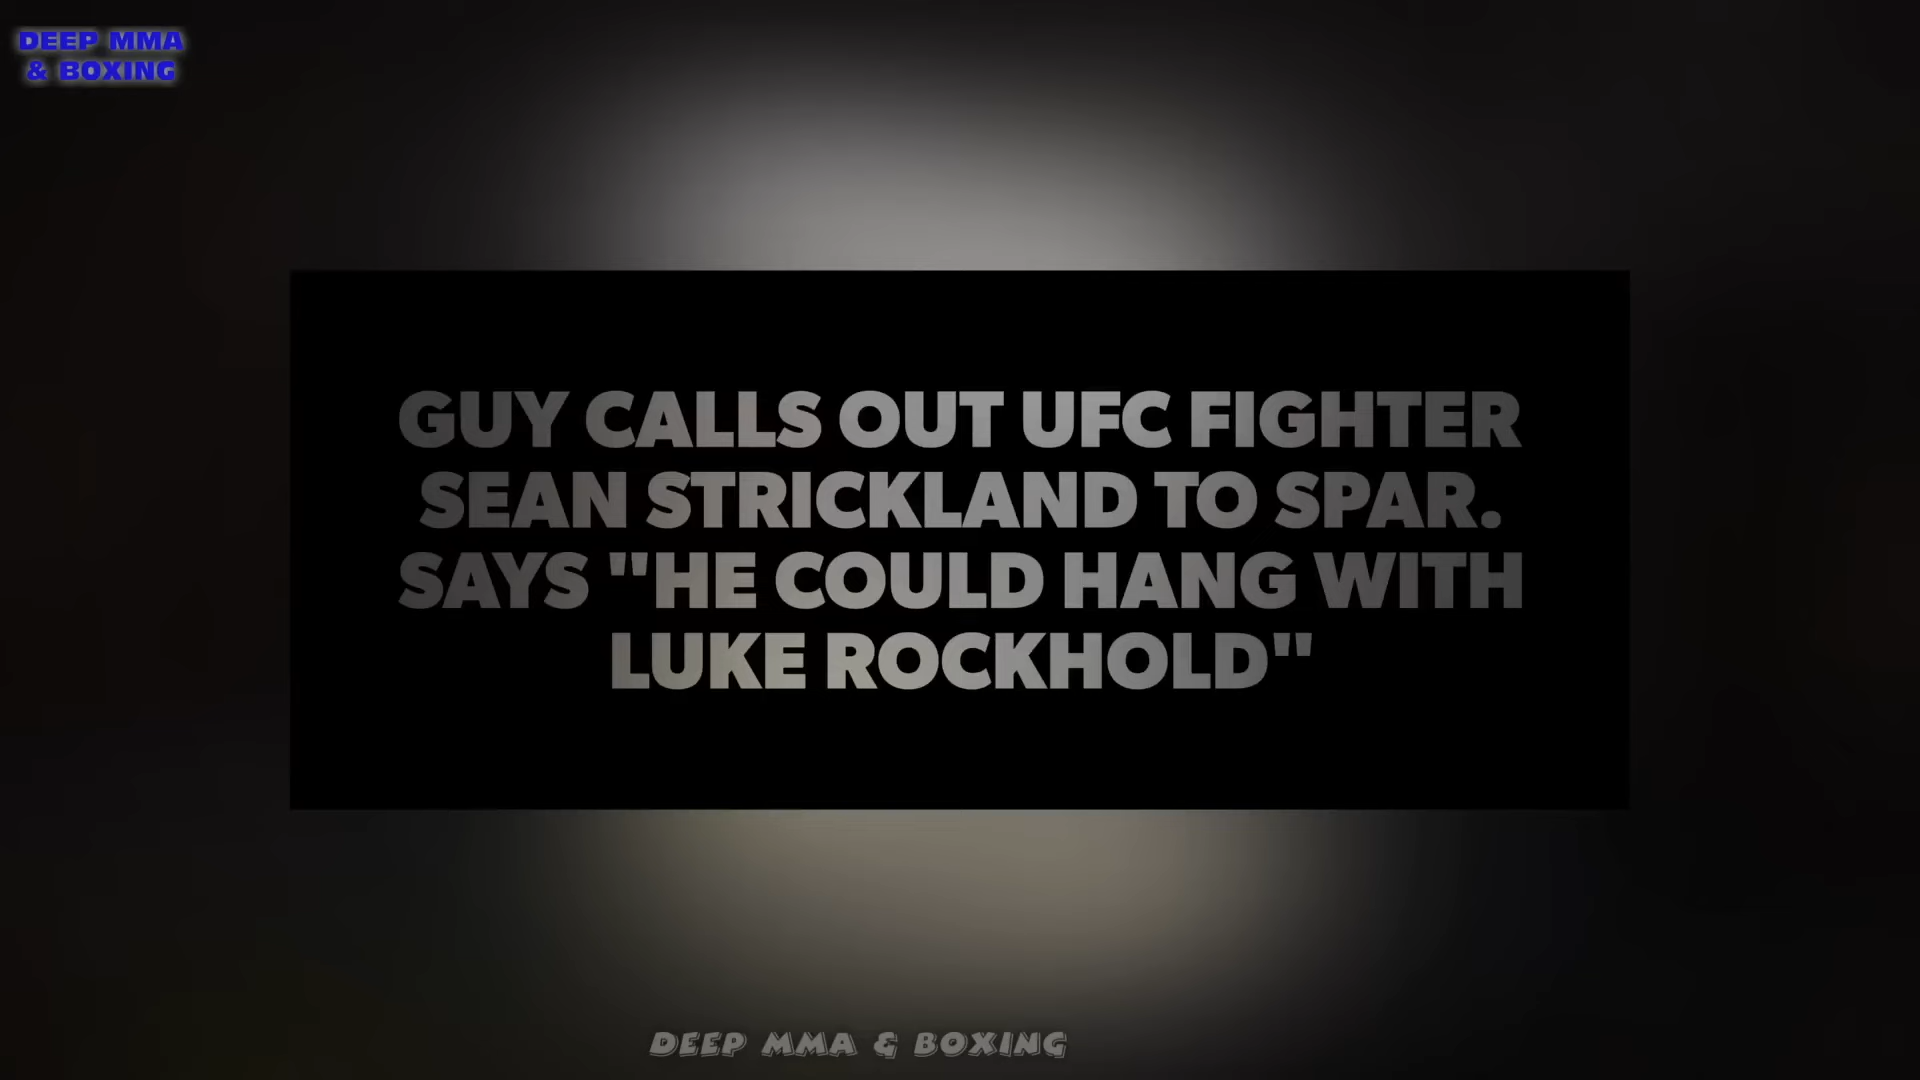 DEEP MMA
& BOXING
GUY CALLS OUT UFC FIGHTER
SEAN STRICKLAND TO SPAR.
SAYS "HE COULD HANG WITH
LUKE ROCKHOLD"
DEEP MMA & BOXING